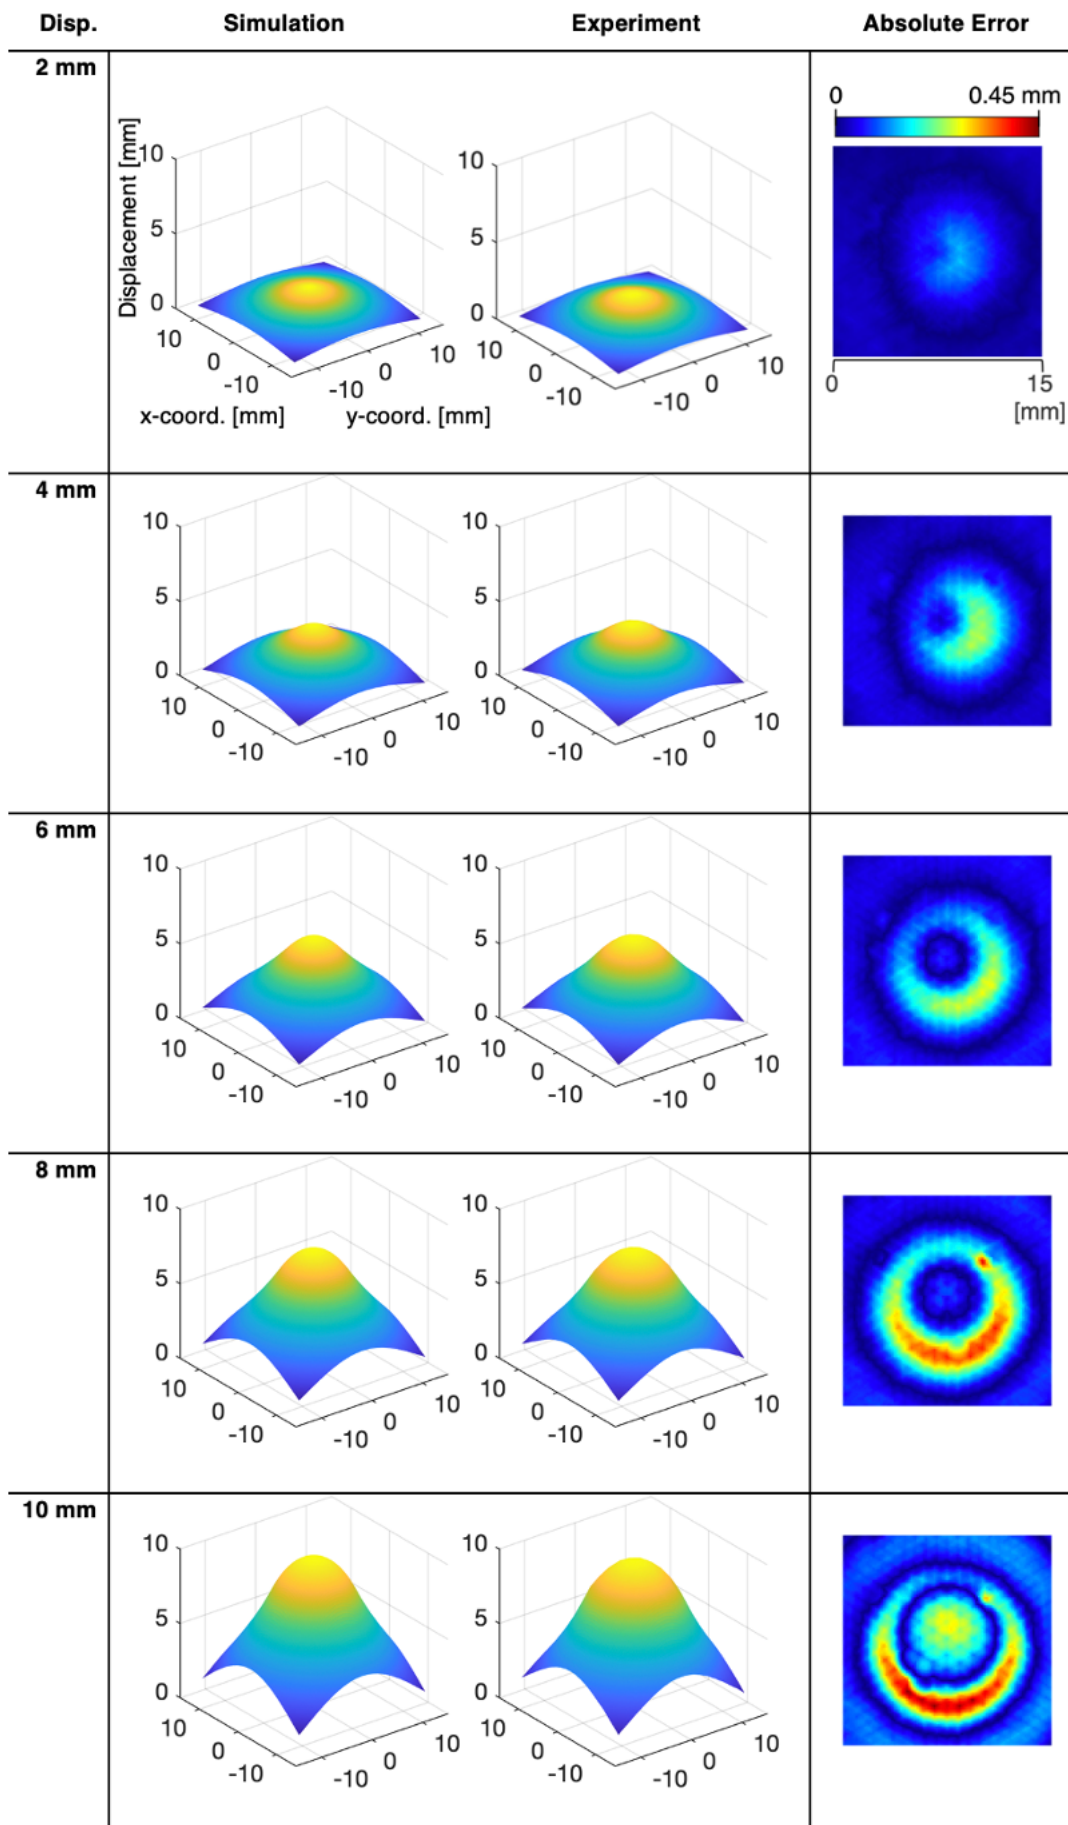 Disp. Simulation Experiment Absolute Error
2 mm
0 0.45 mm
Displacement [mm]
10 10
5 5
0 0
10 10
0 0
-10 -10
-10 0 10 -10 0 10
0 15
[mm]
x-coord. [mm] y-coord. [mm]
4 mm
10 10
5 5
0 0
10 10
0 0
-10 -10
-10 0 10 -10 0 10
6 mm
10 10
5 5
0 0
10 10
0 0
-10 -10
-10 0 10 -10 0 10
8 mm
10 10
5 5
0 0
10 10
0 0
-10 -10
-10 0 10 -10 0 10
10 mm
10 10
5 5
0 0
10 10
0 0
-10 -10
-10 0 10 -10 0 10